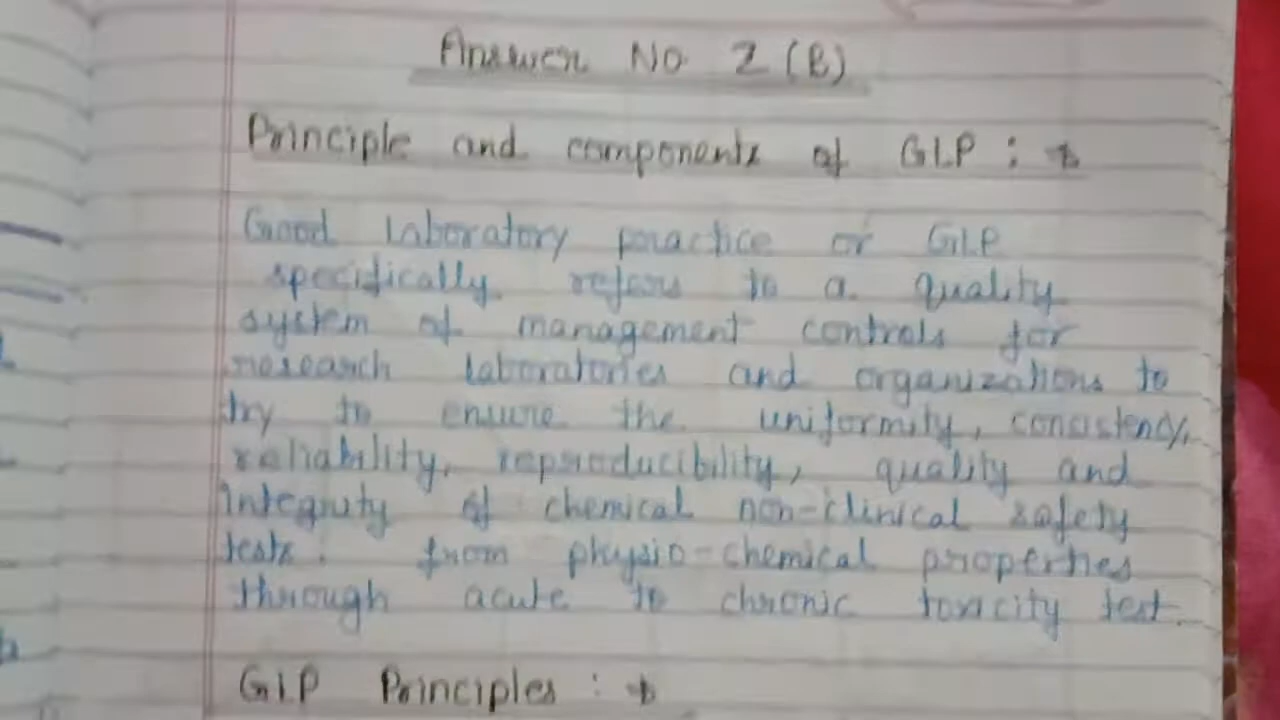 Answer No 2 (B)
Principle and components of GLP :
Good laboratory practice or GLP
specifically refers to a quality
system of management controls for
research laboratories and organizations to
try to ensure the uniformity, consistency,
reliability, reproducibility, quality and
integrity of chemical non-clinical safety
tests. from physio-chemical properties
through acute to chronic toxicity test.
GLP Principles :